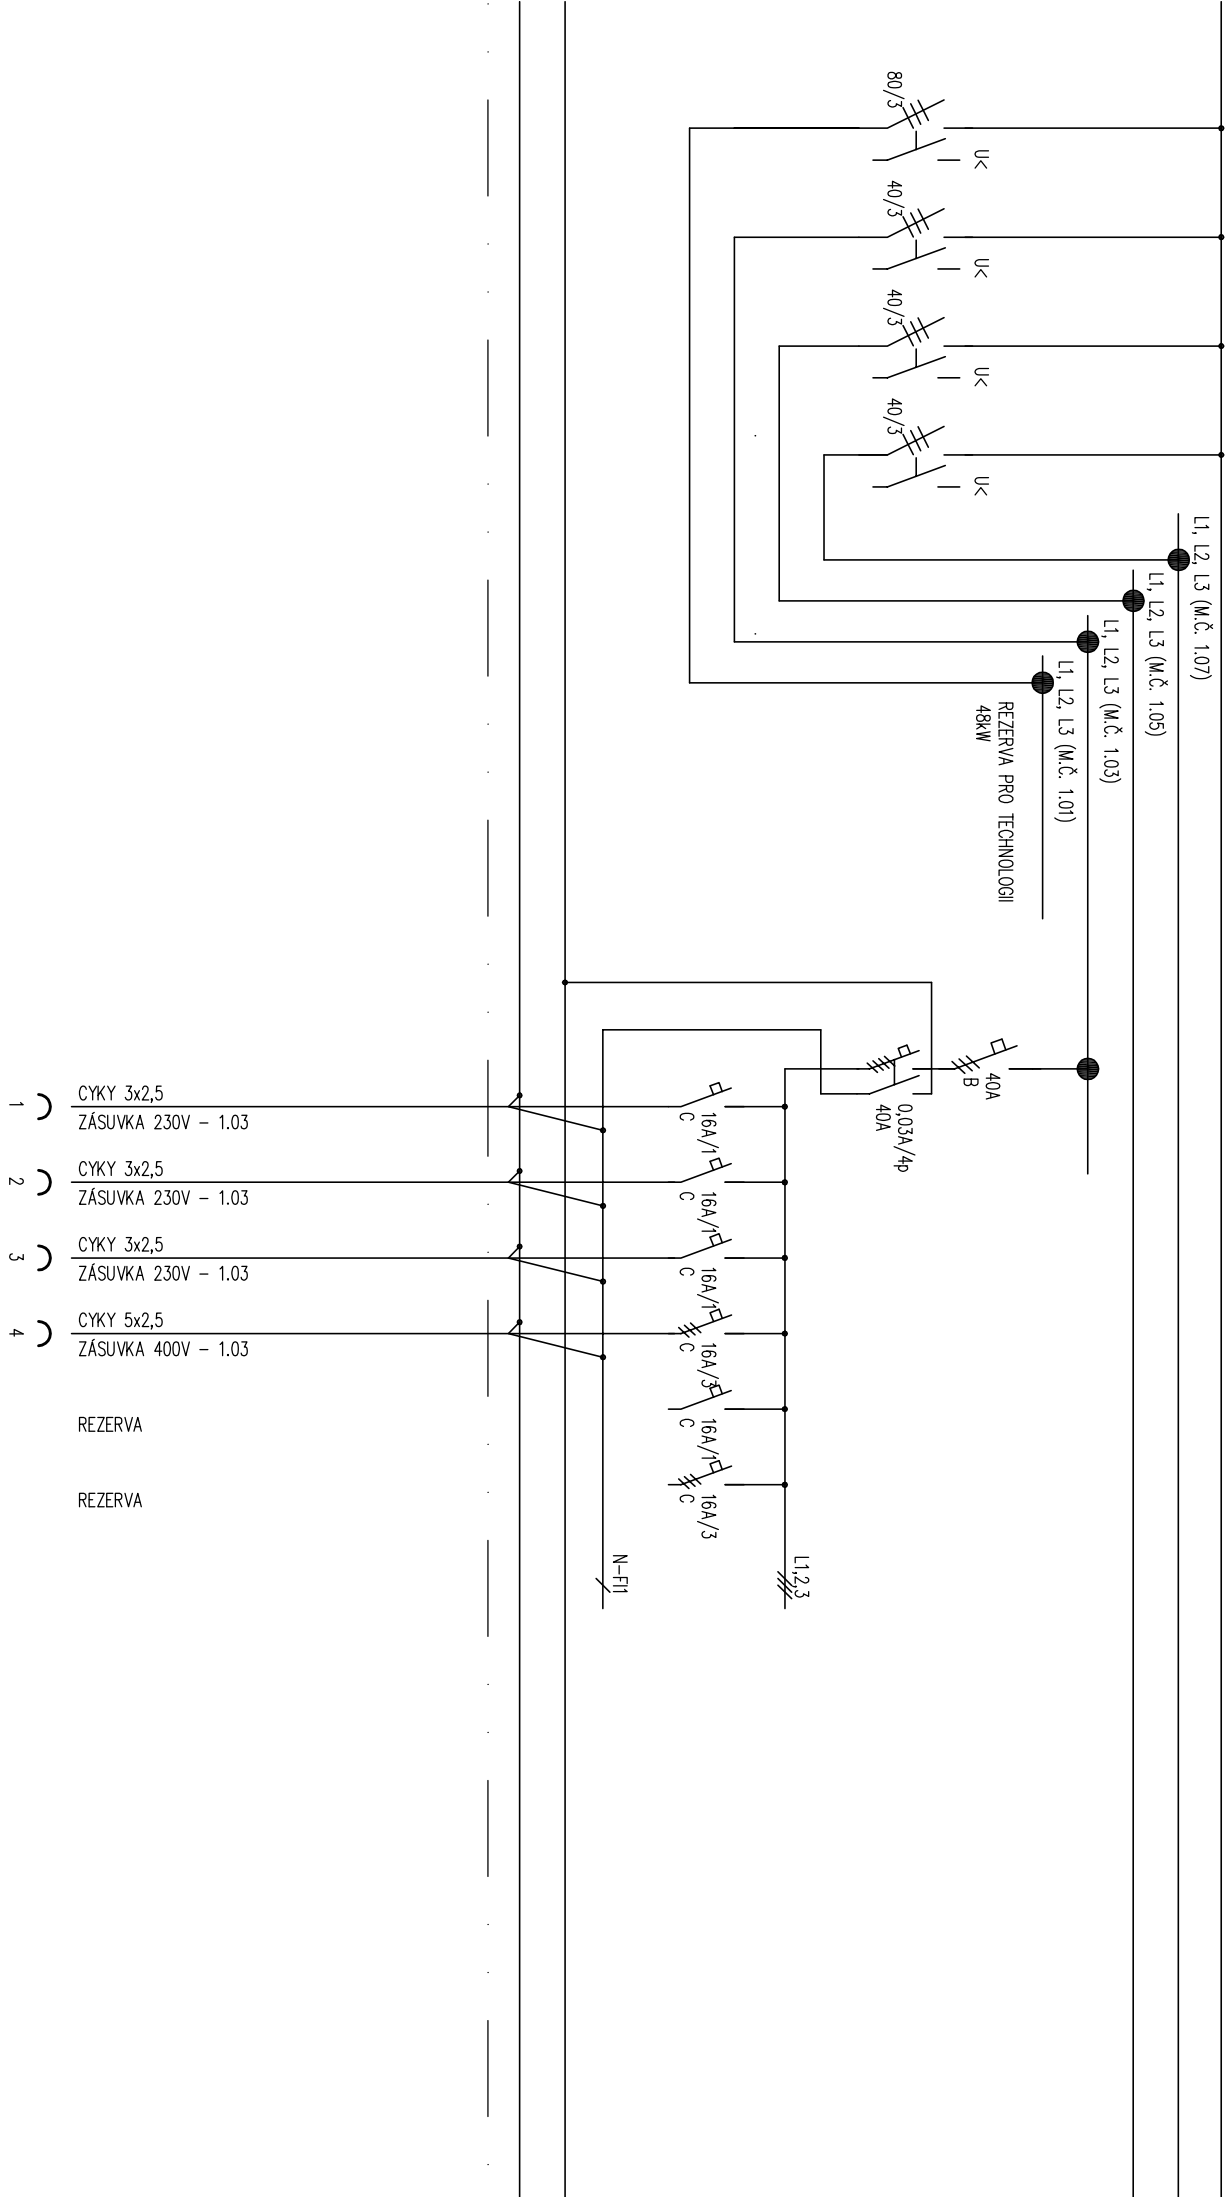 80/3
U<
40/3
U<
40/3
U<
40/3
U<
L1, L2, L3 (M.Č. 1.07)
L1, L2, L3 (M.Č. 1.05)
L1, L2, L3 (M.Č. 1.03)
L1, L2, L3 (M.Č. 1.01)
REZERVA PRO TECHNOLOGII
48kW
40A
B
0,03A/4p
40A
16A/1
C
16A/1
C
16A/1
C
16A/3
C
16A/1
C
16A/3
C
L1,2,3
N-FI1
CYKY 3x2,5
ZÁSUVKA 230V - 1.03
1
CYKY 3x2,5
ZÁSUVKA 230V - 1.03
2
CYKY 3x2,5
ZÁSUVKA 230V - 1.03
3
CYKY 5x2,5
ZÁSUVKA 400V - 1.03
4
REZERVA
REZERVA